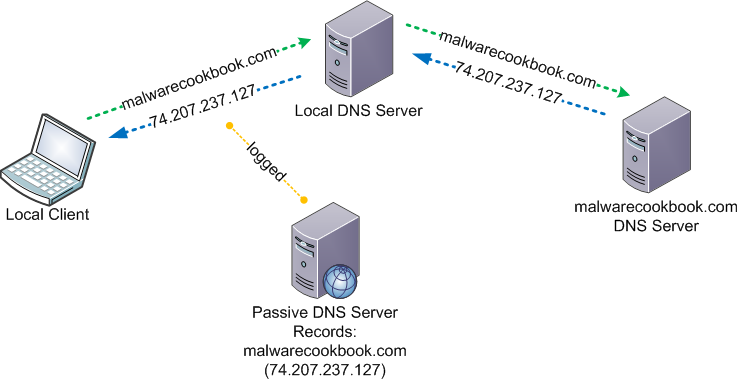 malwarecookbook.com
74.207.237.127
malwarecookbook.com
74.207.237.127
Local DNS Server
logged
Local Client
malwarecookbook.com
DNS Server
Passive DNS Server
Records:
malwarecookbook.com
(74.207.237.127)